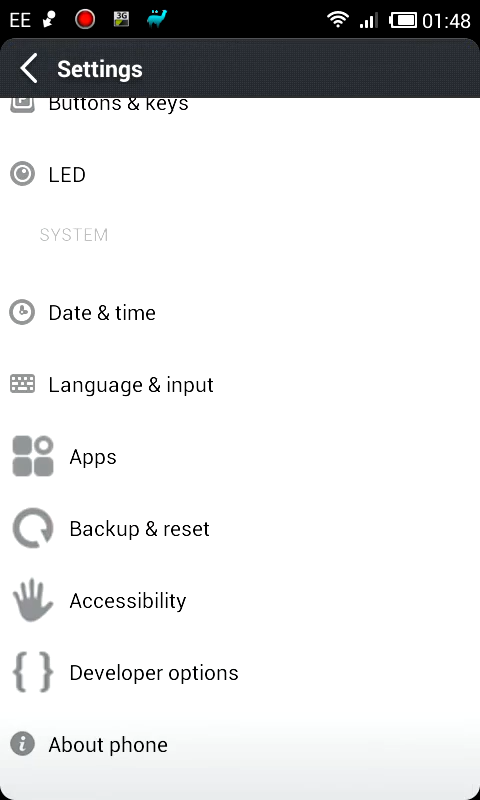 EE 3G 01:48
Settings
Buttons & keys
LED
SYSTEM
Date & time
Language & input
Apps
Backup & reset
Accessibility
Developer options
About phone